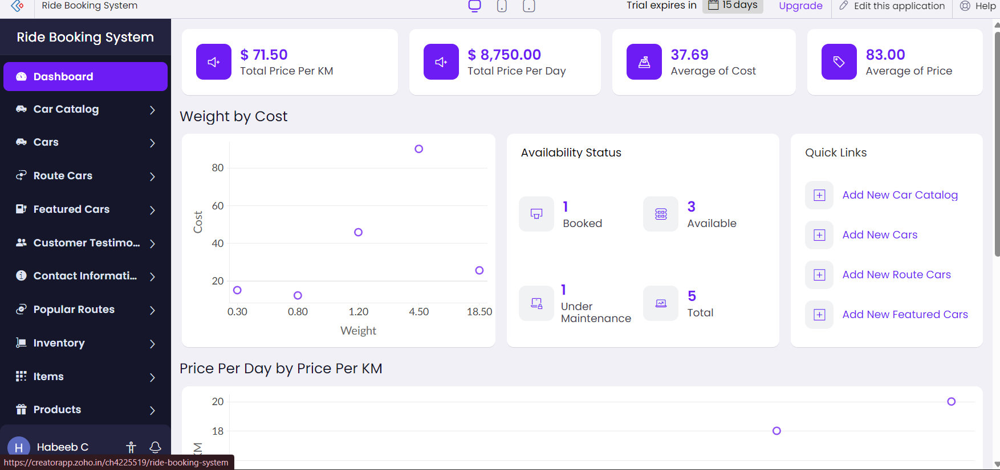 Ride Booking System
Trial expires in 15 days
Upgrade
Edit this application
Help
Ride Booking System
Dashboard
Car Catalog
Cars
Route Cars
Featured Cars
Customer Testimo...
Contact Informati...
Popular Routes
Inventory
Items
Products
H
Habeeb C
https://creatorapp.zoho.in/ch4225519/ride-booking-system
$ 71.50
Total Price Per KM
$ 8,750.00
Total Price Per Day
37.69
Average of Cost
83.00
Average of Price
Weight by Cost
Cost
80
60
40
20
0.30 0.80 1.20 4.50 18.50
Weight
Availability Status
1
Booked
3
Available
1
Under
Maintenance
5
Total
Quick Links
Add New Car Catalog
Add New Cars
Add New Route Cars
Add New Featured Cars
Price Per Day by Price Per KM
20
18
KM